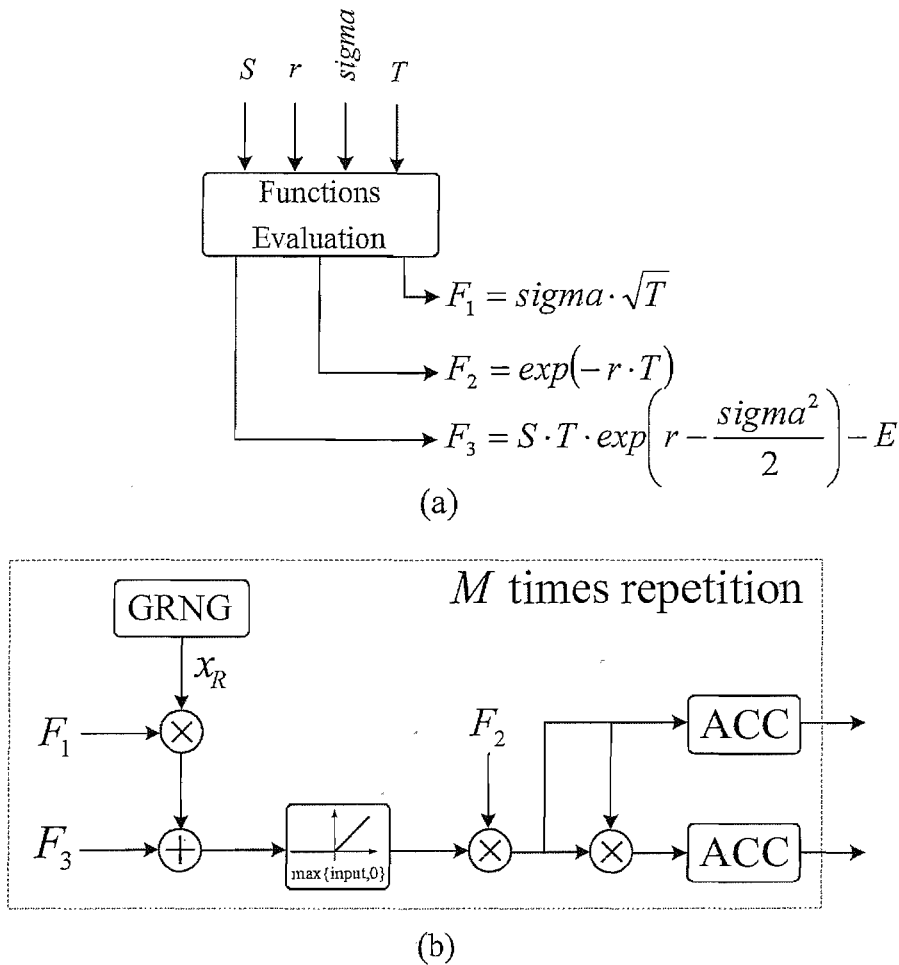 S r sigma T
Functions
Evaluation
F₁ = sigma · √T
F₂ = exp(−r · T)
F₃ = S · T · exp(r − sigma²/2) − E
(a)
M times repetition
GRNG
x_R
F₁ ×
F₂
ACC
F₃ + max{input,0} × × ACC
(b)